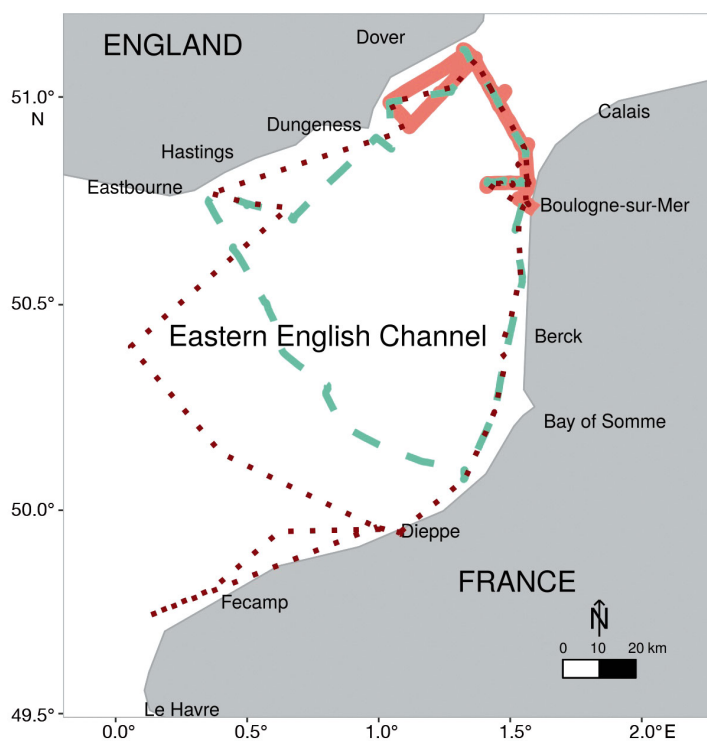 ENGLAND
Dover
51.0°
N
Calais
Dungeness
Hastings
Eastbourne
Boulogne-sur-Mer
50.5°
Eastern English Channel
Berck
Bay of Somme
50.0°
Dieppe
FRANCE
Fecamp
N
0 10 20 km
49.5°
Le Havre
0.0° 0.5° 1.0° 1.5° 2.0° E